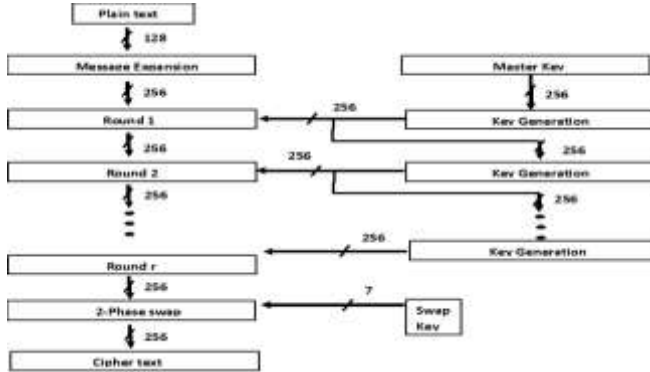 Plain text
128
Message Expansion
Master Key
256
256
Round 1
256
Key Generation
256
256
Round 2
256
Key Generation
256
256
256
Key Generation
Round r
256
7
2-Phase swap
Swap
Key
256
Cipher text